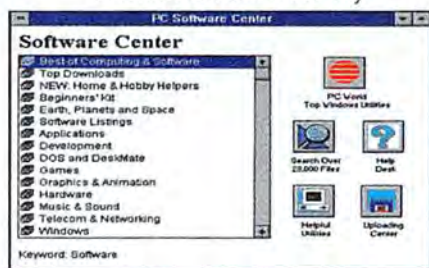 PC Software Center
Software Center
Best of Computing & Software
Top Downloads
NEW: Home & Hobby Helpers
Beginners' Kit
Earth, Planets and Space
Software Listings
Applications
Development
DOS and DeskMate
Games
Graphics & Animation
Hardware
Music & Sound
Telecom & Networking
Windows
PC World
Top Windows Utilities
Search Over
Files
Help
Desk
Helpful
Utilities
Uploading
Center
Keyword: Software